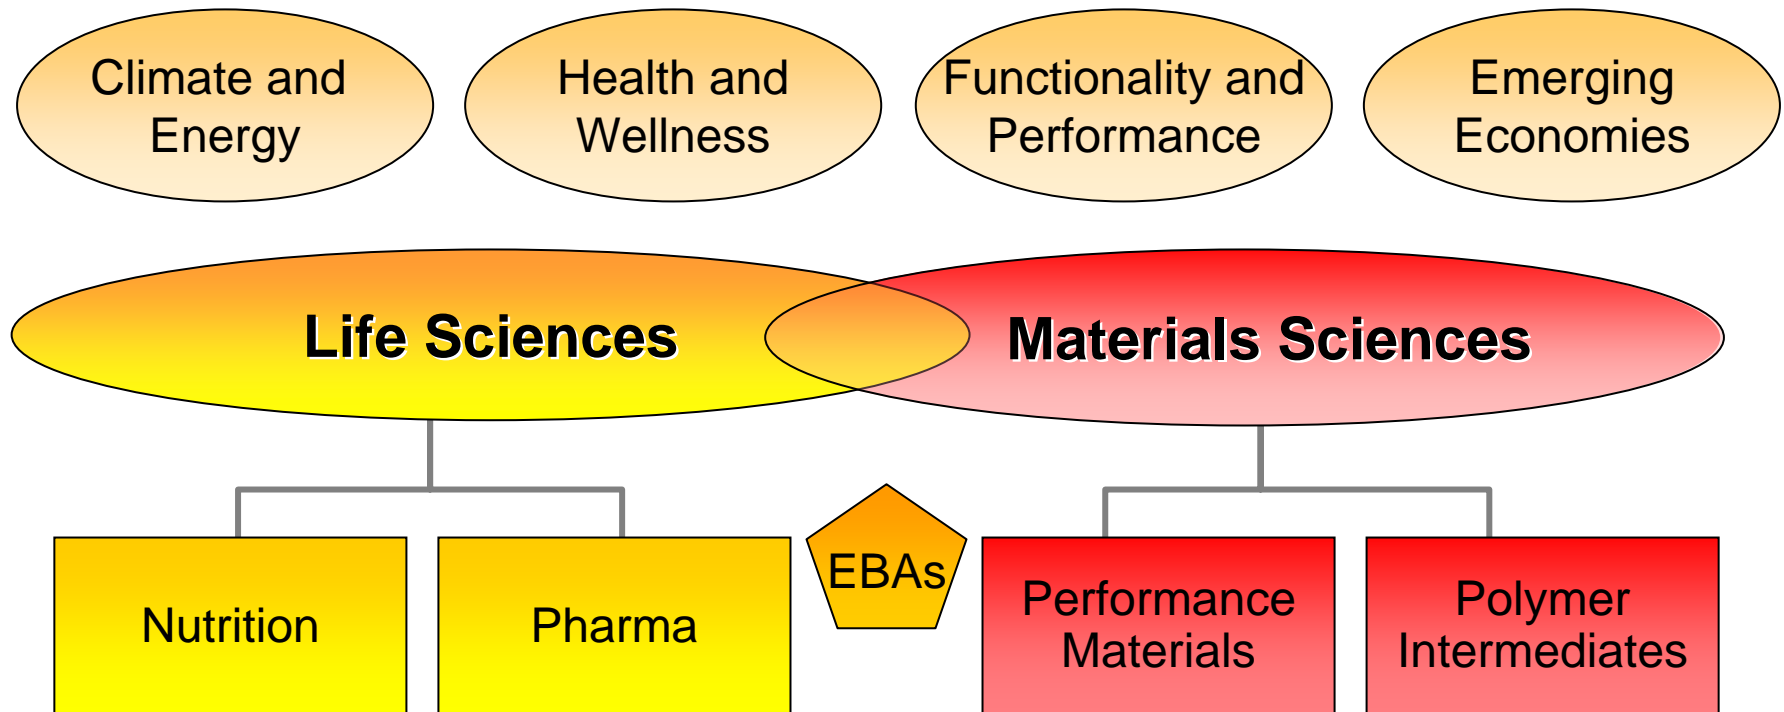 Climate and
Energy
Health and
Wellness
Functionality and
Performance
Emerging
Economies
Life Sciences
Materials Sciences
Nutrition
Pharma
EBAs
Performance
Materials
Polymer
Intermediates